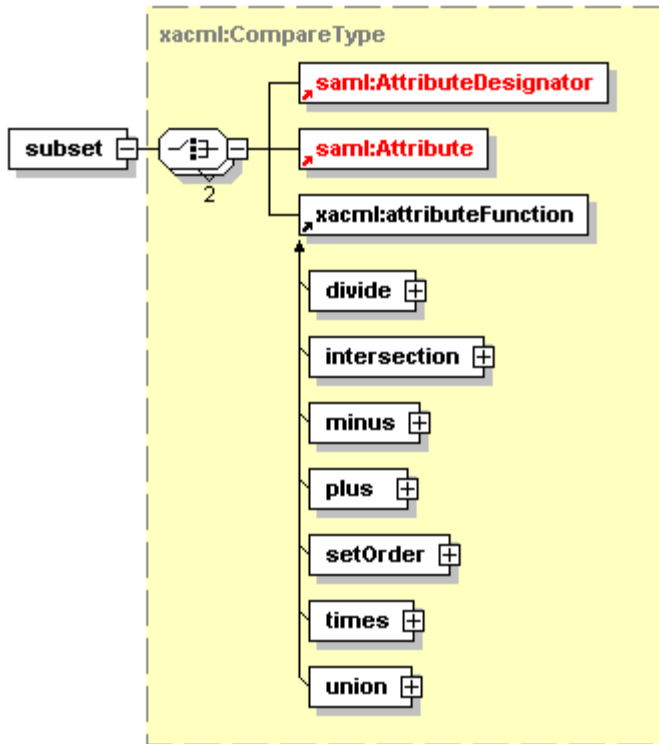 xacml:CompareType
saml:AttributeDesignator
subset
saml:Attribute
2
xacml:attributeFunction
divide
intersection
minus
plus
setOrder
times
union